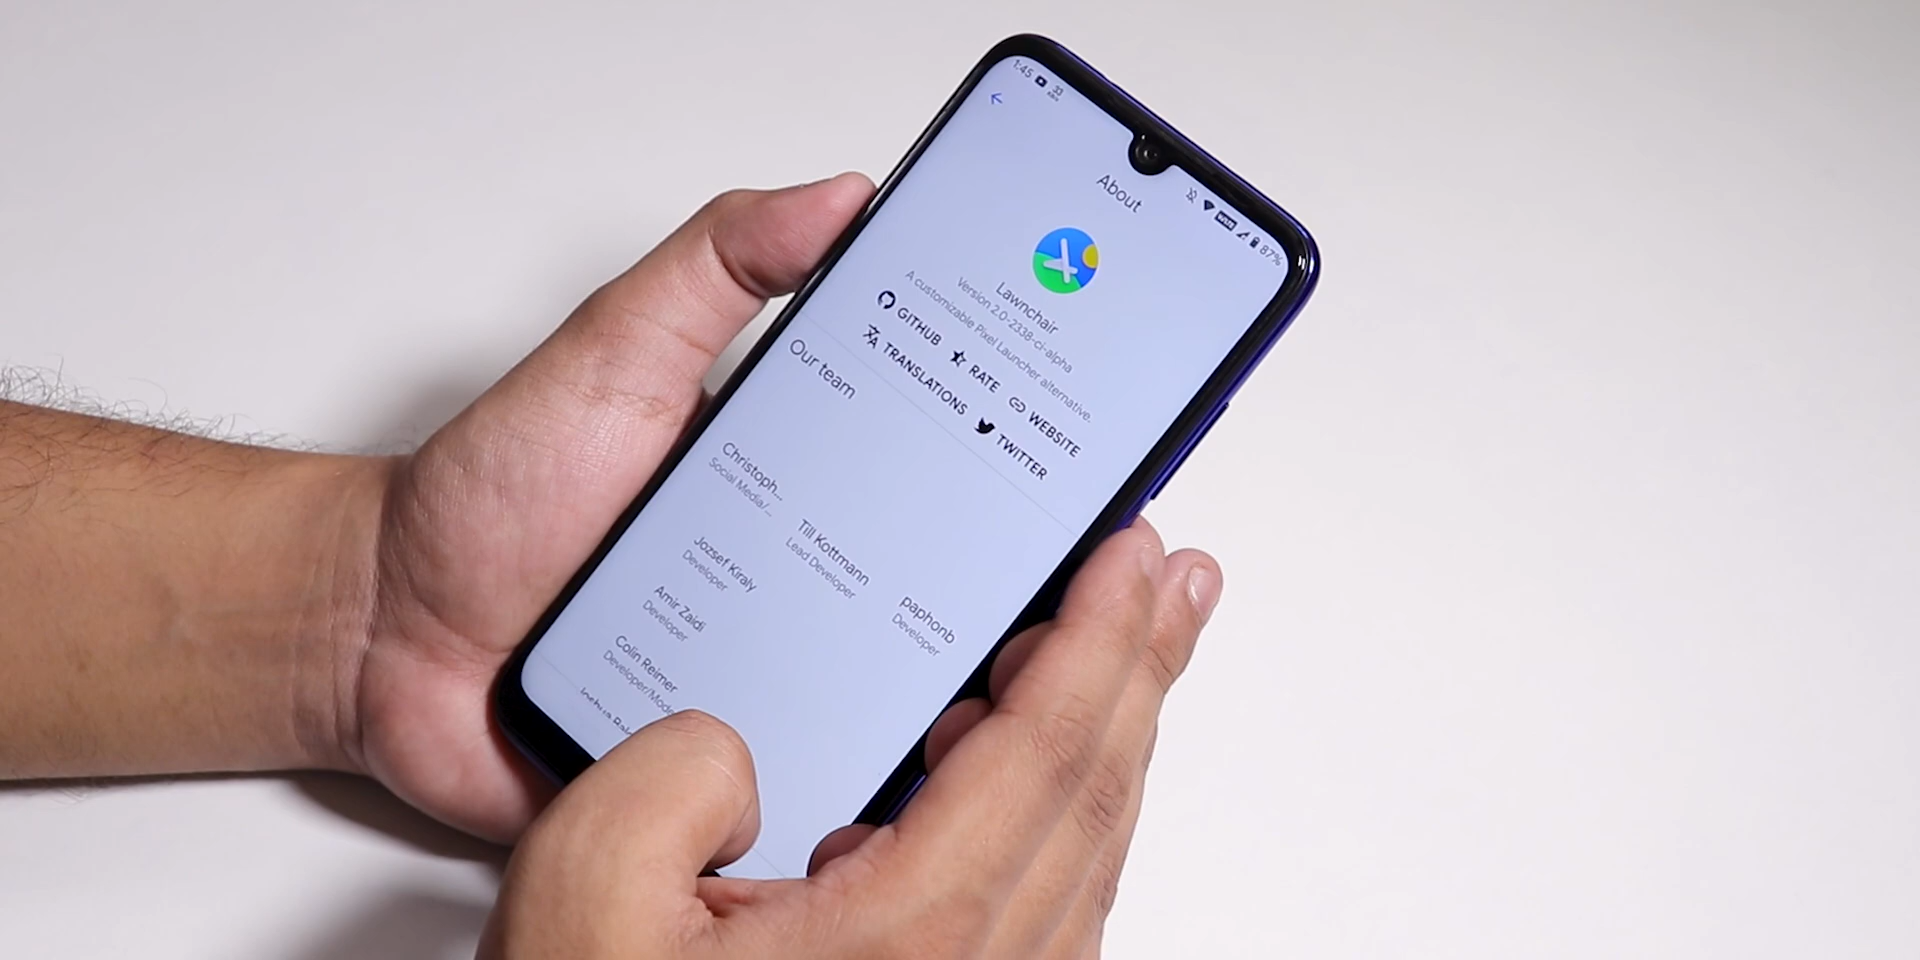 1:45
33
87%
About
Lawnchair
Version 2.0-2338-ci-alpha
A customizable Pixel Launcher alternative.
GITHUB
RATE
WEBSITE
TRANSLATIONS
TWITTER
Our team
Christoph...
Social Media/...
Till Kottmann
Lead Developer
paphonb
Developer
Jozsef Kiraly
Developer
Amir Zaidi
Developer
Colin Reimer
Developer/Mode